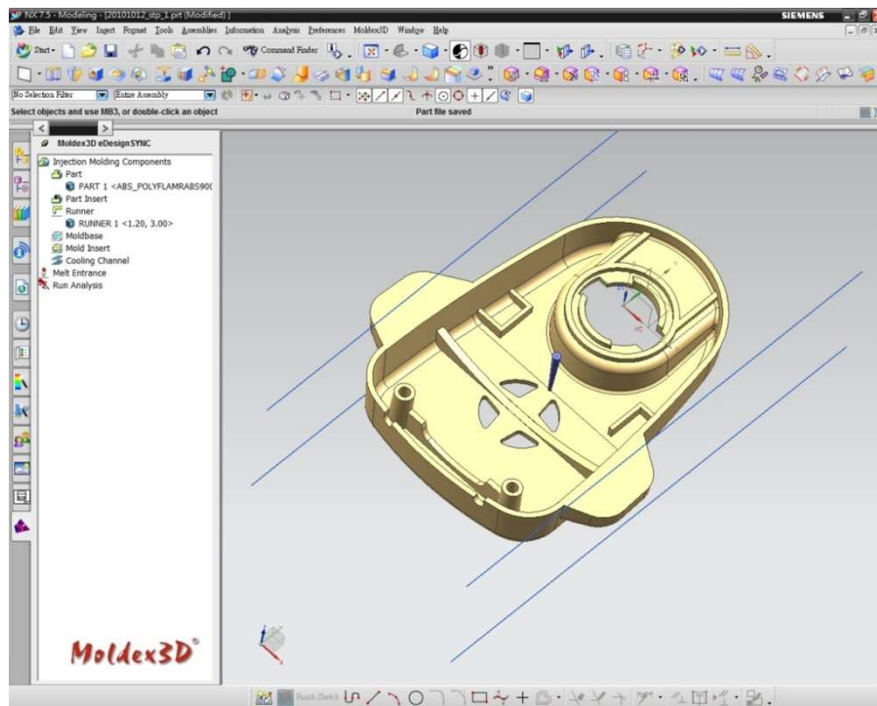 NX 7.5 - Modeling - [20101012_stp_1.prt (Modified) ]
SIEMENS
File Edit View Insert Format Tools Assemblies Information Analysis Preferences Moldex3D Window Help
Start Command Finder
No Selection Filter Entire Assembly
Select objects and use MB3, or double-click an object
Part file saved
Moldex3D eDesignSYNC
Injection Molding Components
Part
PART 1 <ABS_POLYFLAMRABS90(
Part Insert
Runner
RUNNER 1 <1.20, 3.00>
Moldbase
Mold Insert
Cooling Channel
Melt Entrance
Run Analysis
XC
Moldex3D
Finish Sketch